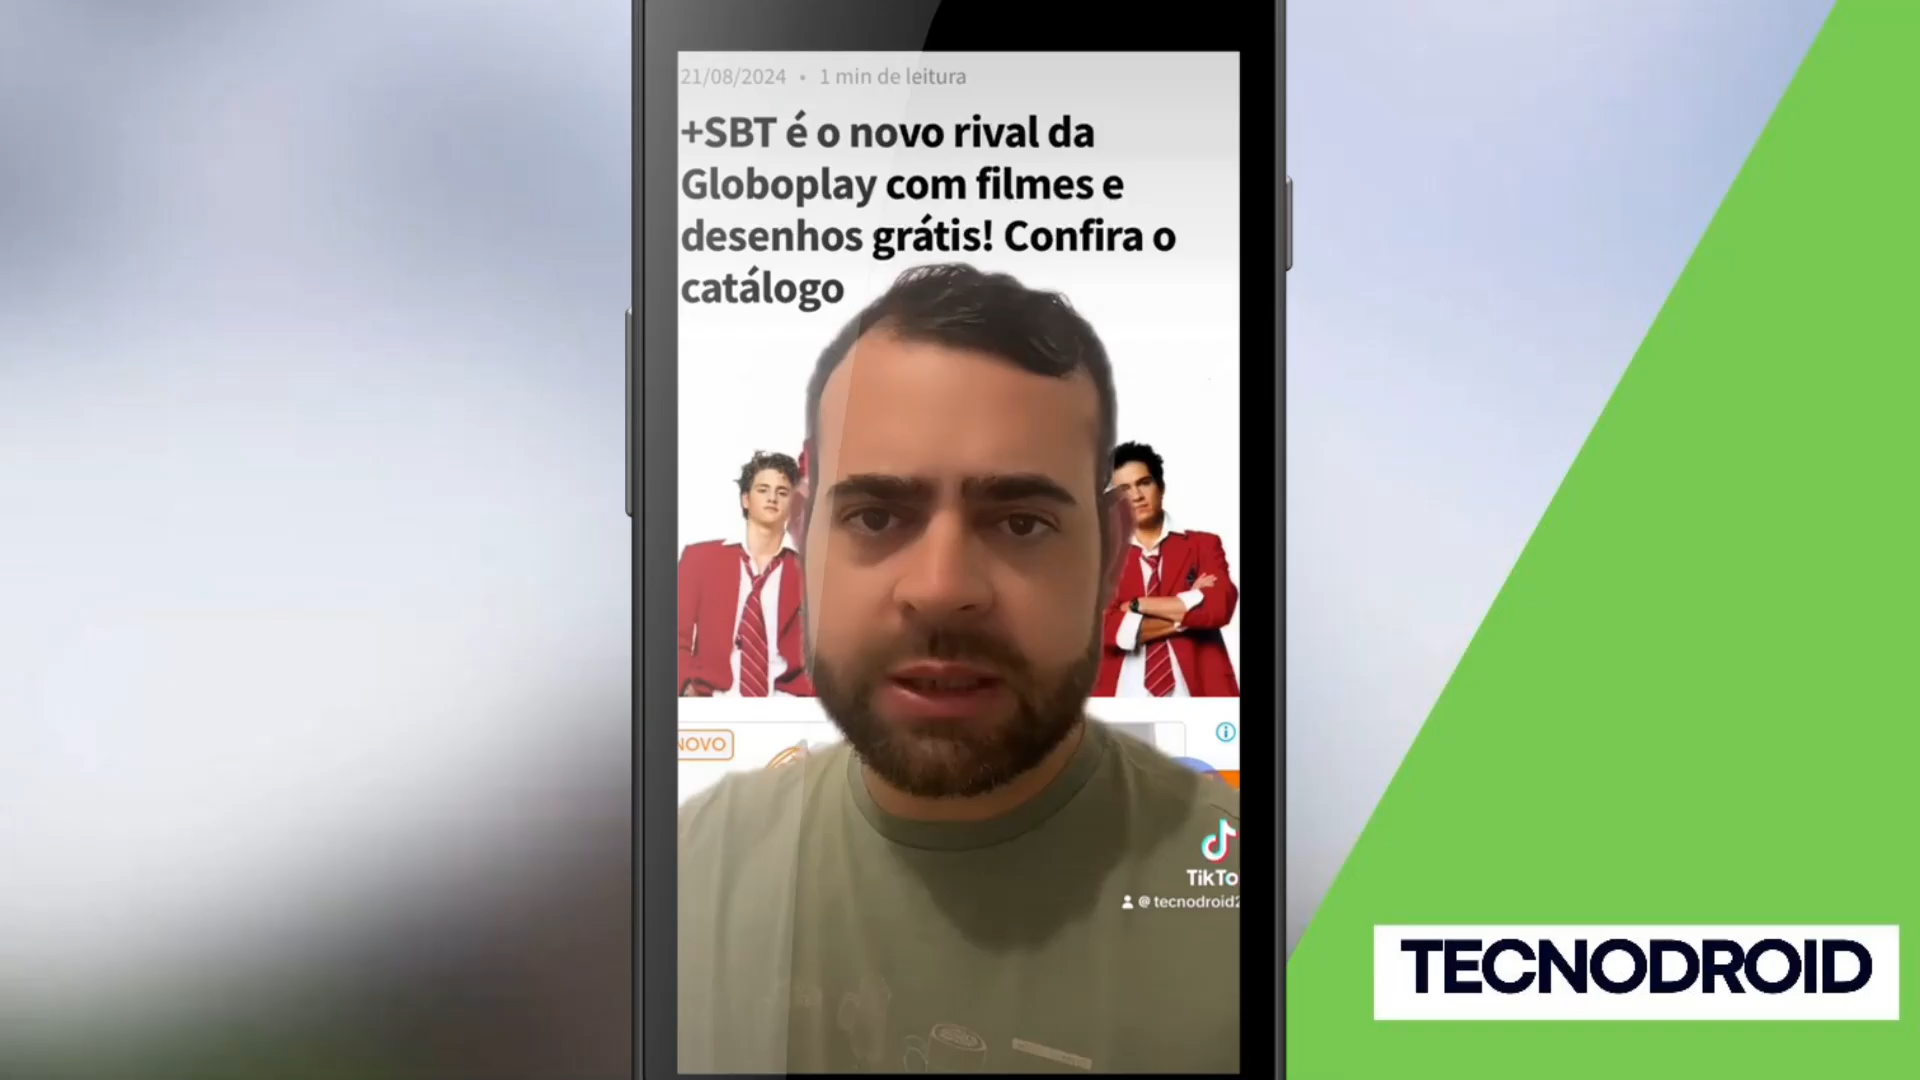 21/08/2024 • 1 min de leitura
+SBT é o novo rival da
Globoplay com filmes e
desenhos grátis! Confira o
catálogo
NOVO
TikTo
@ tecnodroid2
TECNODROID